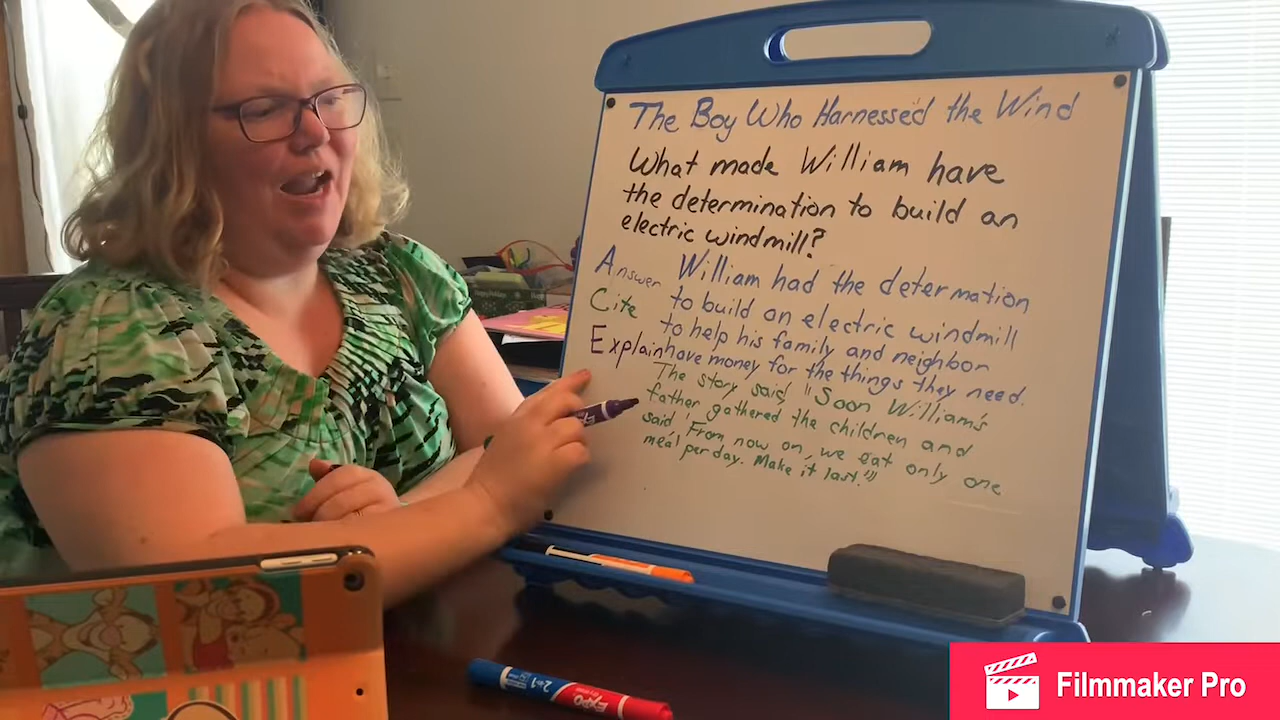 The Boy Who Harnessed the Wind
What made William have
the determination to build an
electric windmill?
Answer William had the determation
Cite to build an electric windmill
to help his family and neighbor
Explain have money for the things they need.
The story said, "Soon William's
father gathered the children and
said 'From now on, we eat only one
meal per day. Make it last.'"
EXPO
2in1
Filmmaker Pro